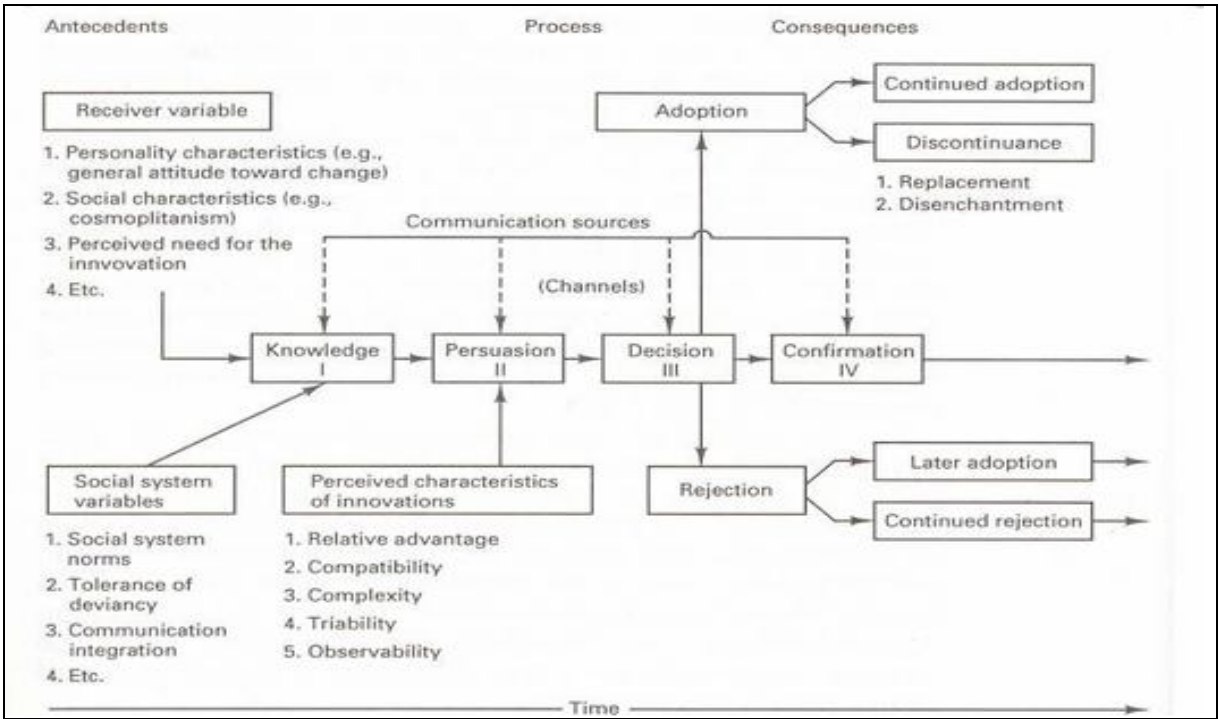 Antecedents
Process
Consequences
Receiver variable
1. Personality characteristics (e.g.,
general attitude toward change)
2. Social characteristics (e.g.,
cosmoplitanism)
3. Perceived need for the
innvovation
4. Etc.
Adoption
Continued adoption
Discontinuance
1. Replacement
2. Disenchantment
Communication sources
(Channels)
Knowledge
I
Persuasion
II
Decision
III
Confirmation
IV
Social system
variables
1. Social system
norms
2. Tolerance of
deviancy
3. Communication
integration
4. Etc.
Perceived characteristics
of innovations
1. Relative advantage
2. Compatibility
3. Complexity
4. Triability
5. Observability
Rejection
Later adoption
Continued rejection
Time